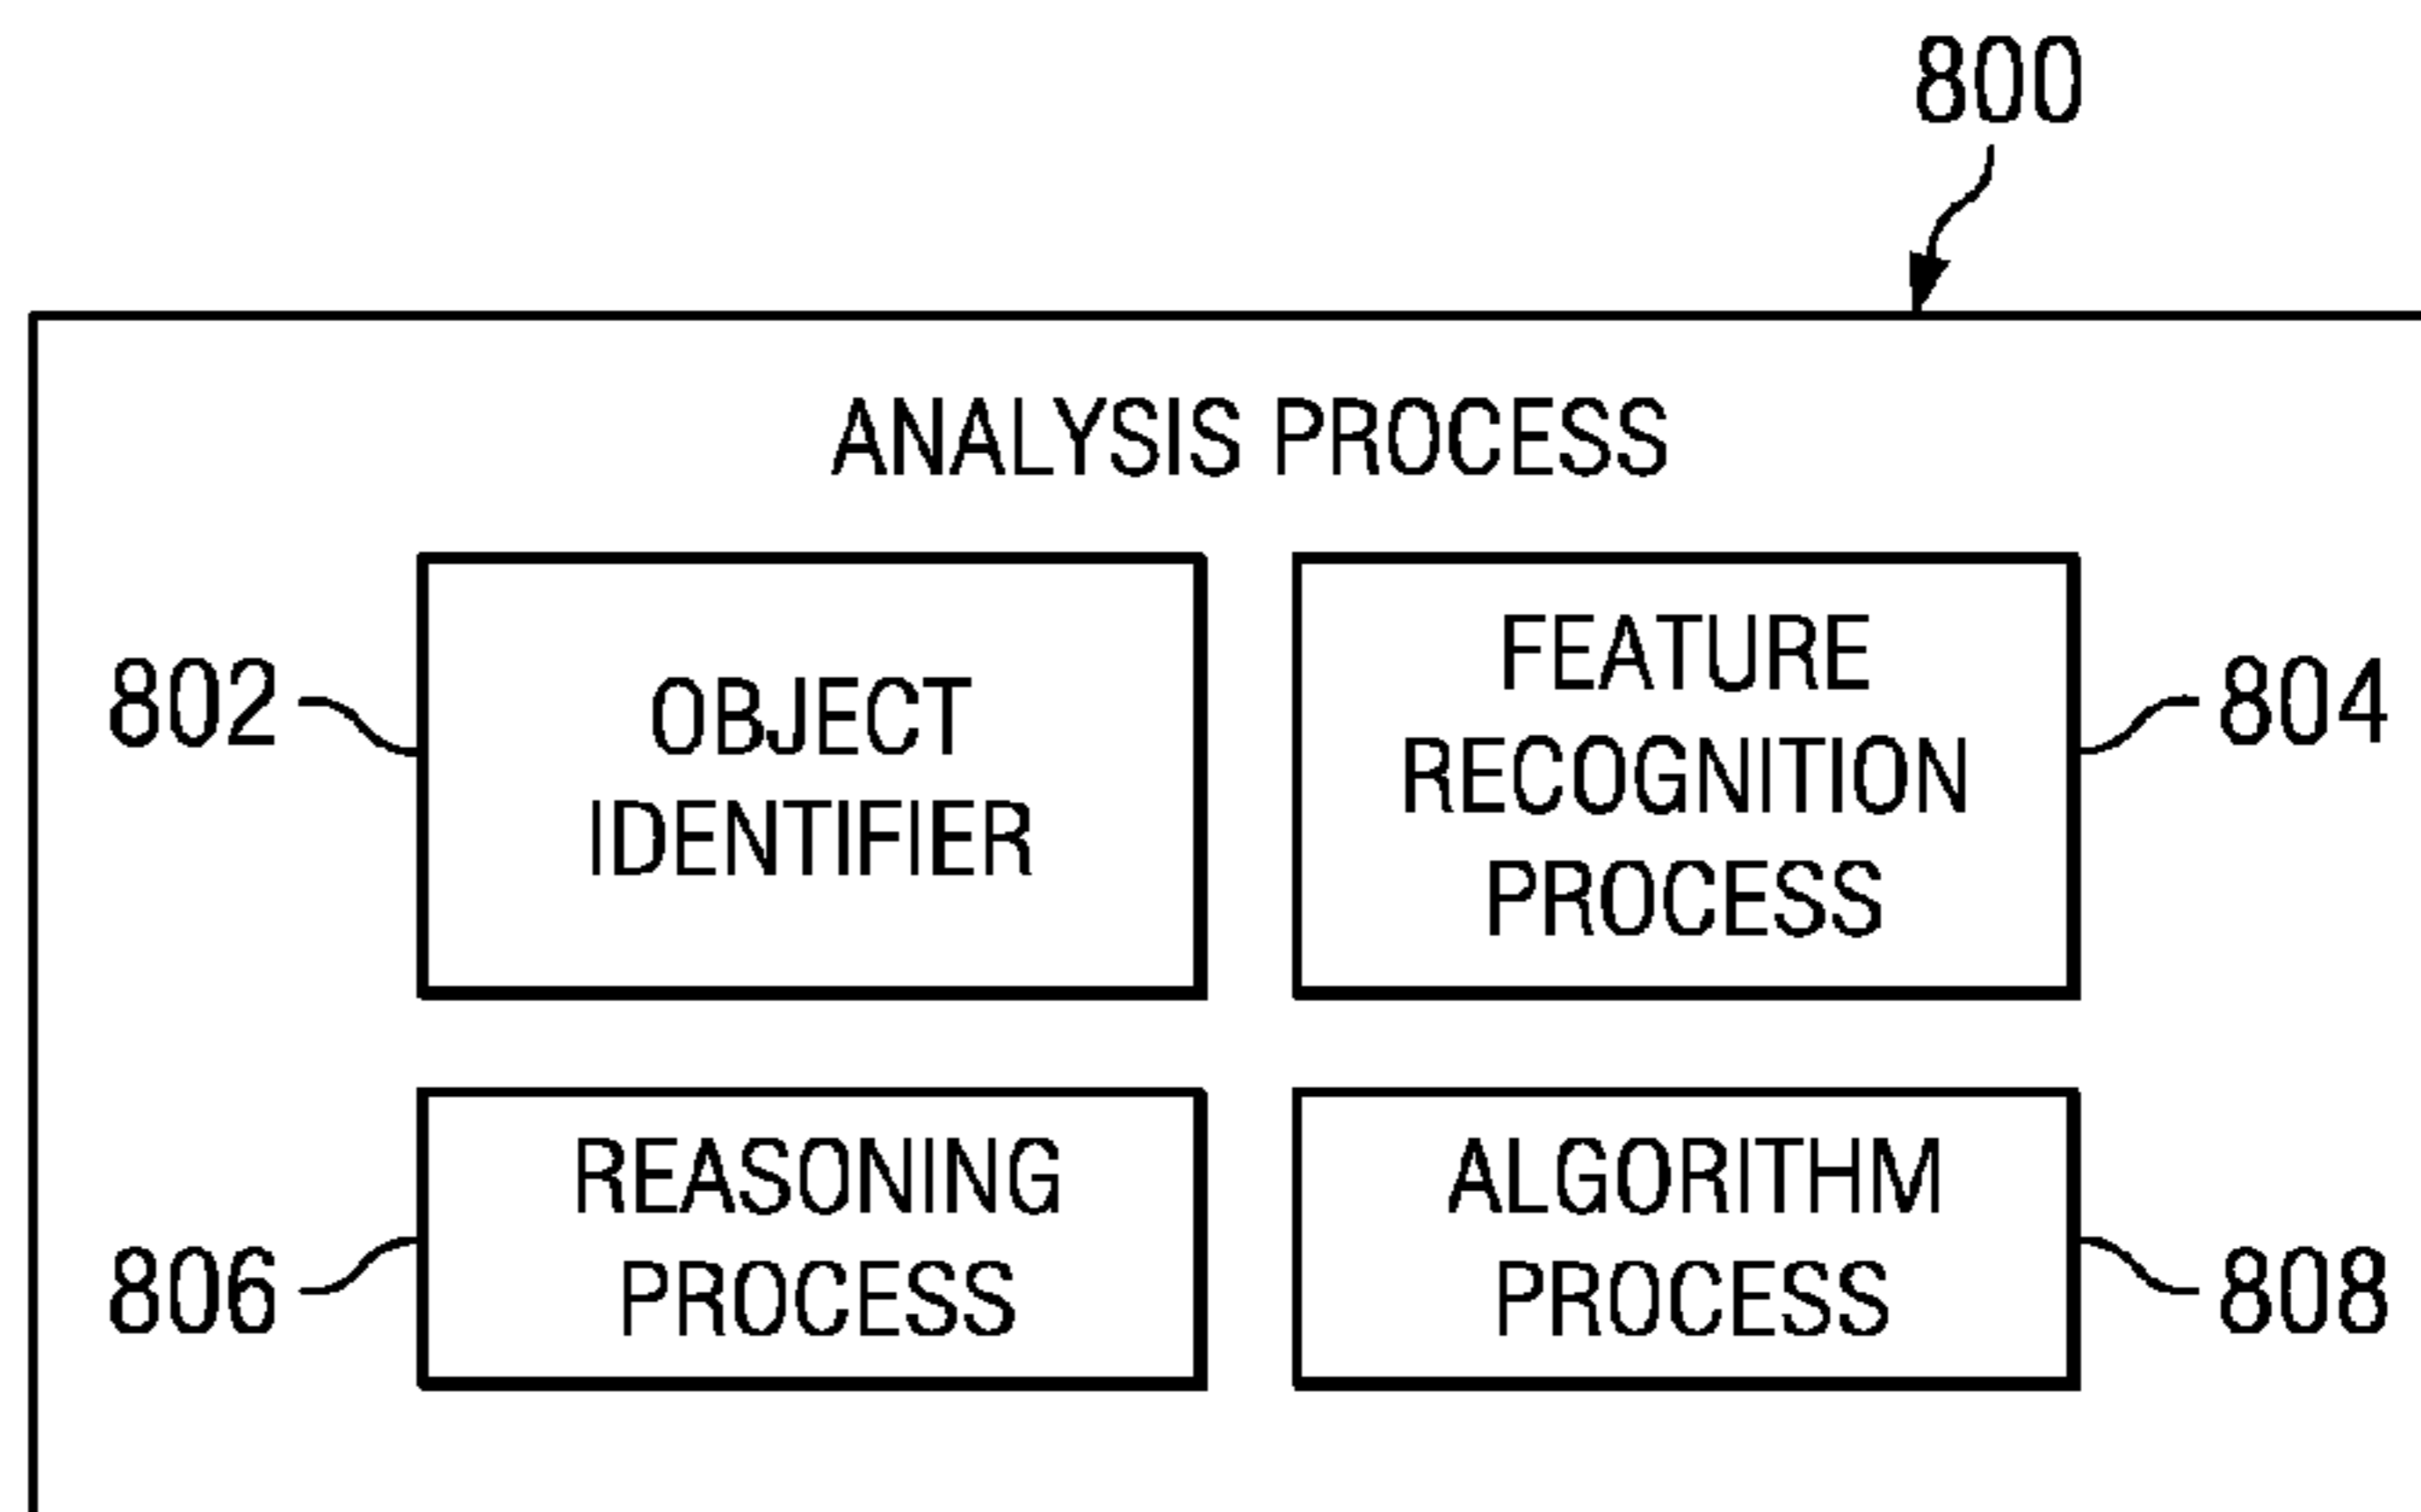 800
ANALYSIS PROCESS
802
OBJECT
IDENTIFIER
FEATURE
RECOGNITION
PROCESS
804
806
REASONING
PROCESS
ALGORITHM
PROCESS
808